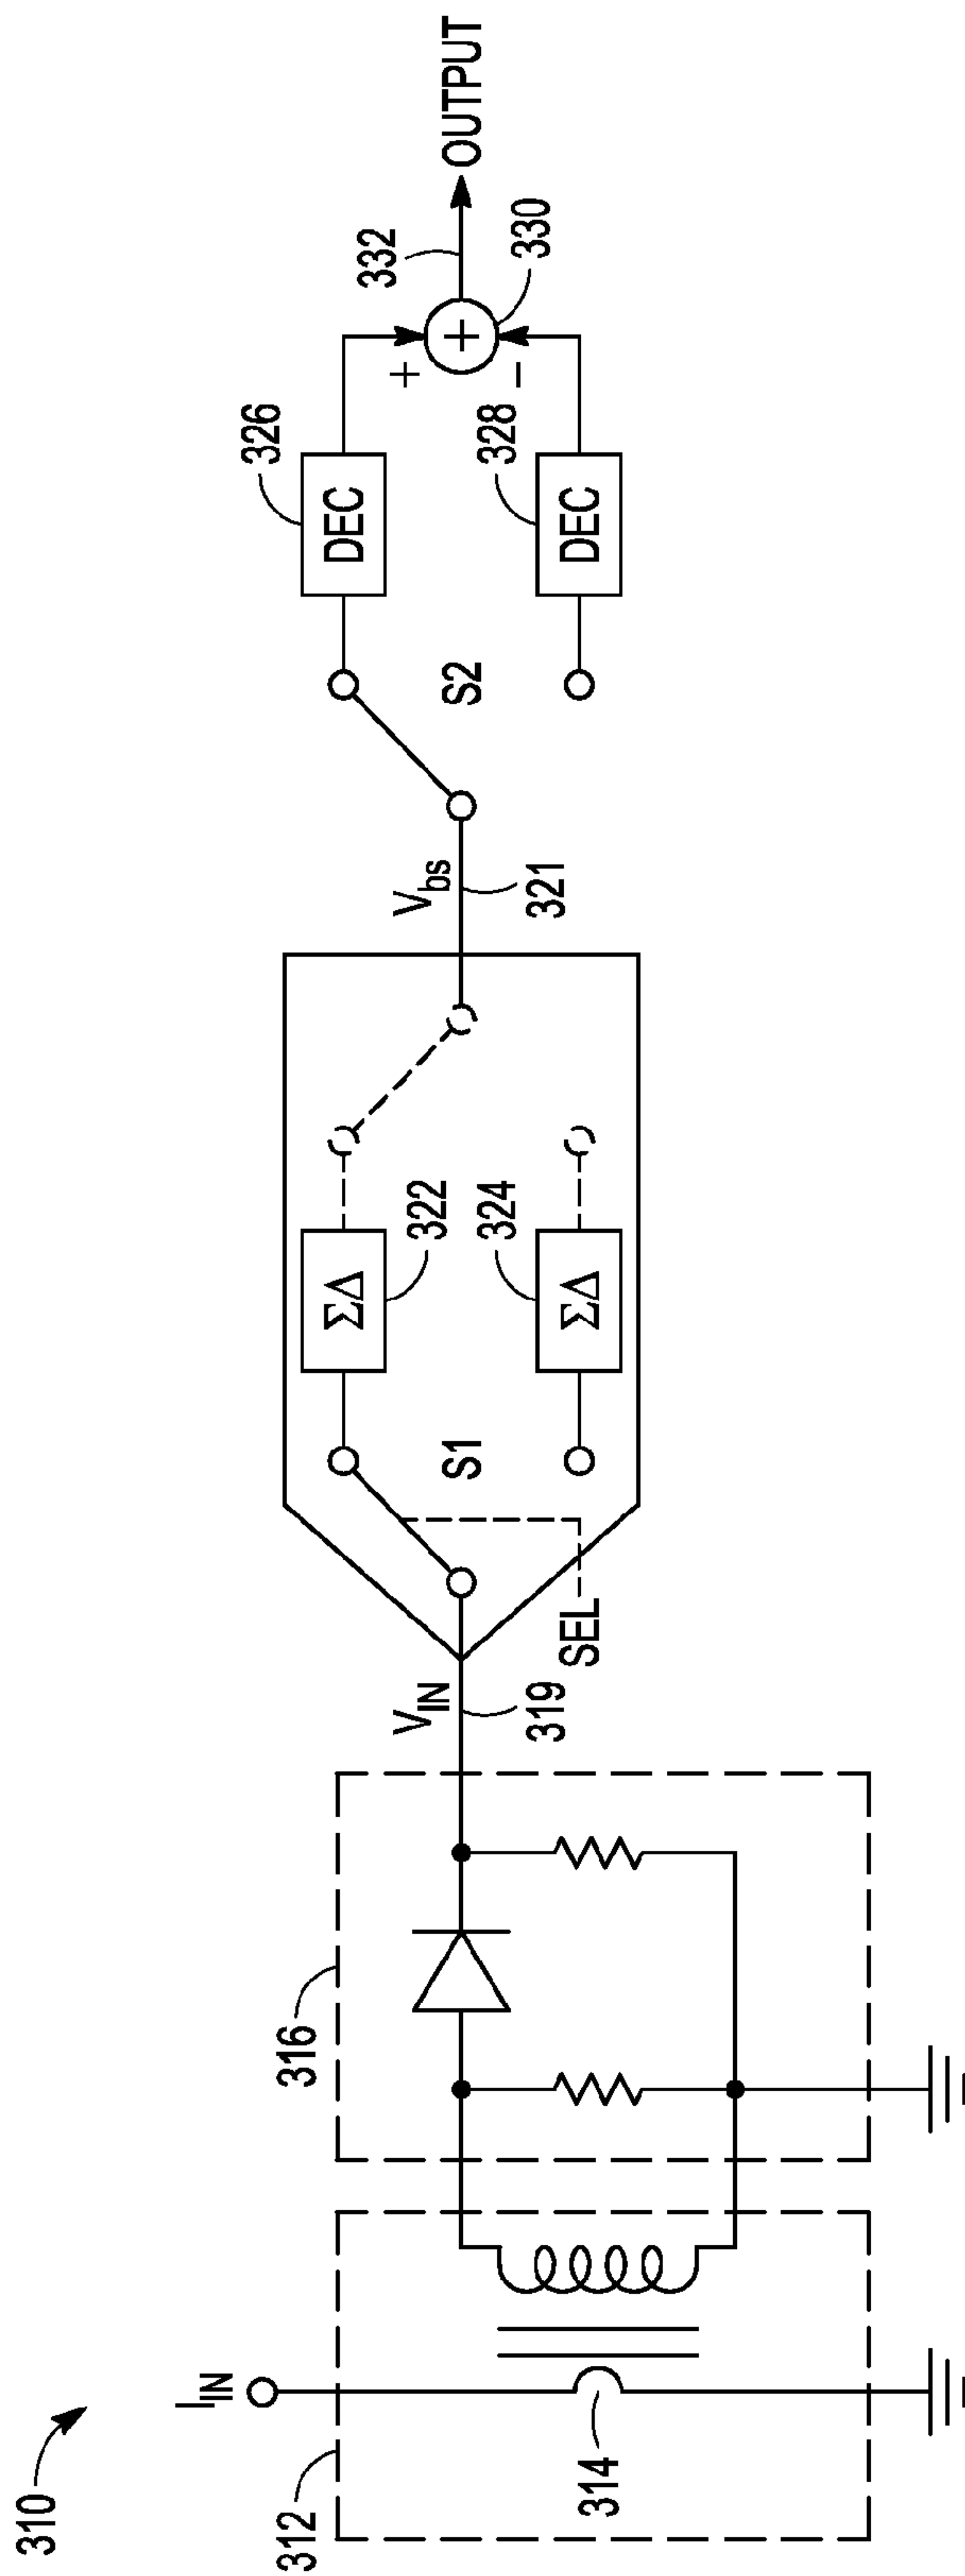 310
I_IN
312
314
316
V_IN
319
SEL
S1
ΣΔ
322
ΣΔ
324
V_bs
321
S2
DEC
326
DEC
328
+
−
+
330
332
OUTPUT